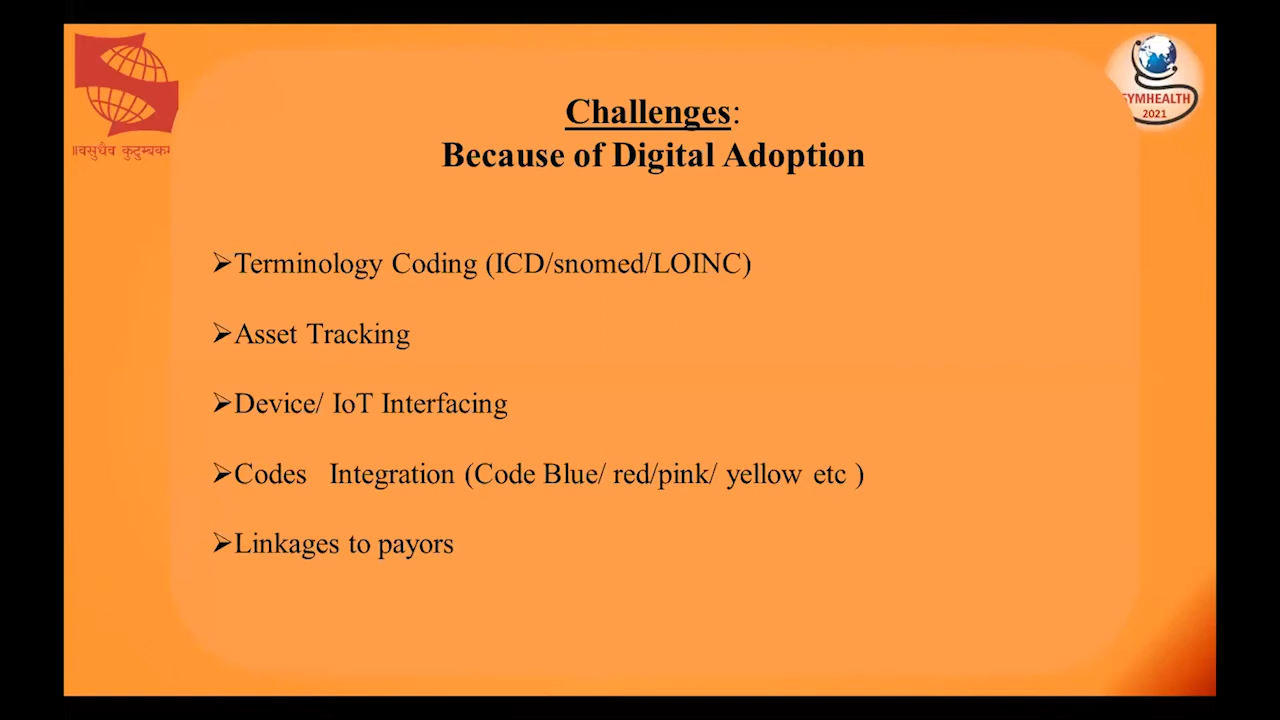 ॥वसुधैव कुटुम्बकम
SYMHEALTH
2021
Challenges:
Because of Digital Adoption
➢Terminology Coding (ICD/snomed/LOINC)
➢Asset Tracking
➢Device/ IoT Interfacing
➢Codes Integration (Code Blue/ red/pink/ yellow etc )
➢Linkages to payors